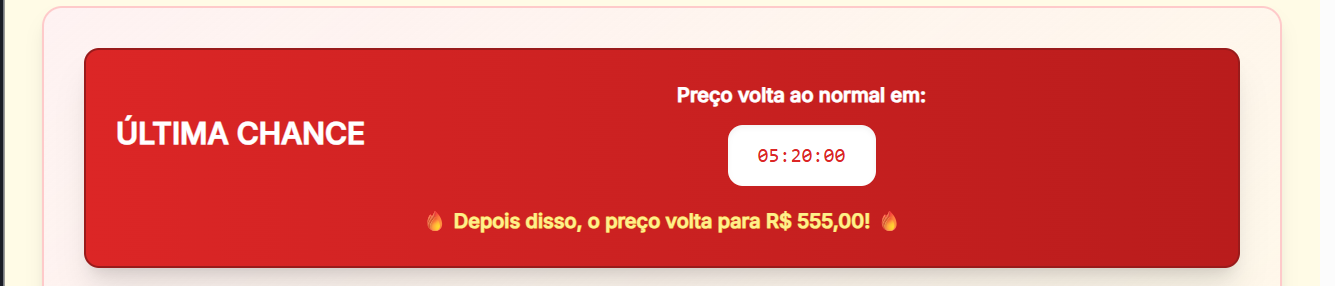 Preço volta ao normal em:
ÚLTIMA CHANCE
05:20:00
🔥 Depois disso, o preço volta para R$ 555,00! 🔥